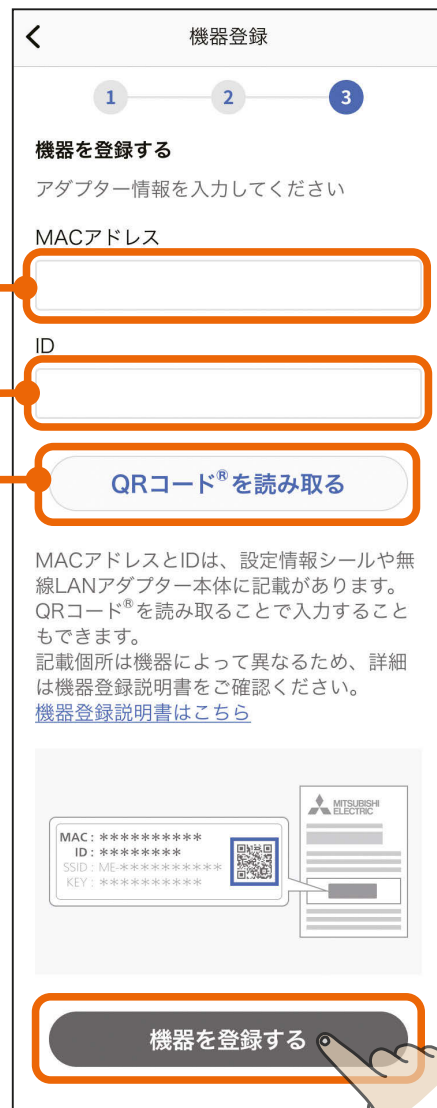 機器登録
1 2 3
機器を登録する
アダプター情報を入力してください
MACアドレス
ID
QRコード®を読み取る
MACアドレスとIDは、設定情報シールや無
線LANアダプター本体に記載があります。
QRコード®を読み取ることで入力すること
もできます。
記載個所は機器によって異なるため、詳細
は機器登録説明書をご確認ください。
機器登録説明書はこちら
MITSUBISHI
ELECTRIC
MAC : **********
ID : ********
SSID : ME-**********
KEY : **********
機器を登録する